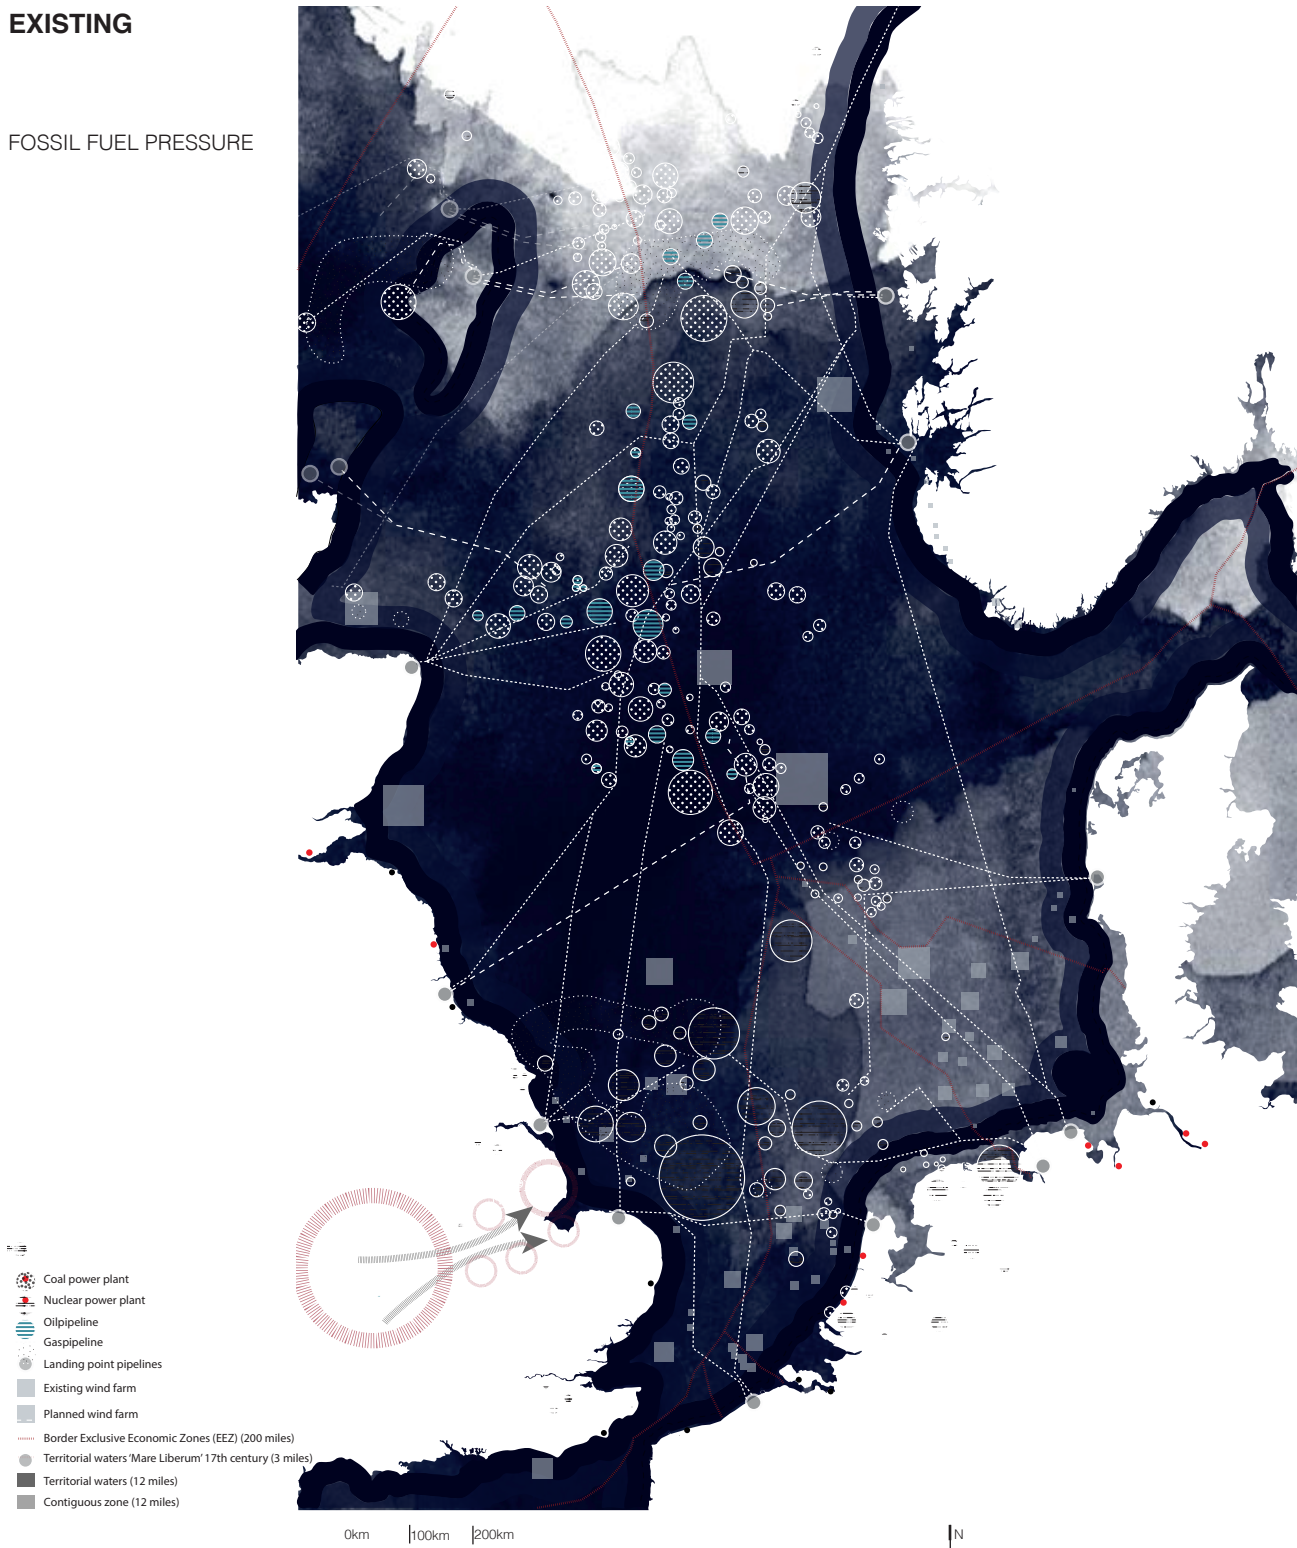 EXISTING
FOSSIL FUEL PRESSURE
Coal power plant
Nuclear power plant
Oilpipeline
Gaspipeline
Landing point pipelines
Existing wind farm
Planned wind farm
Border Exclusive Economic Zones (EEZ) (200 miles)
Territorial waters 'Mare Liberum' 17th century (3 miles)
Territorial waters (12 miles)
Contiguous zone (12 miles)
0km 100km 200km N